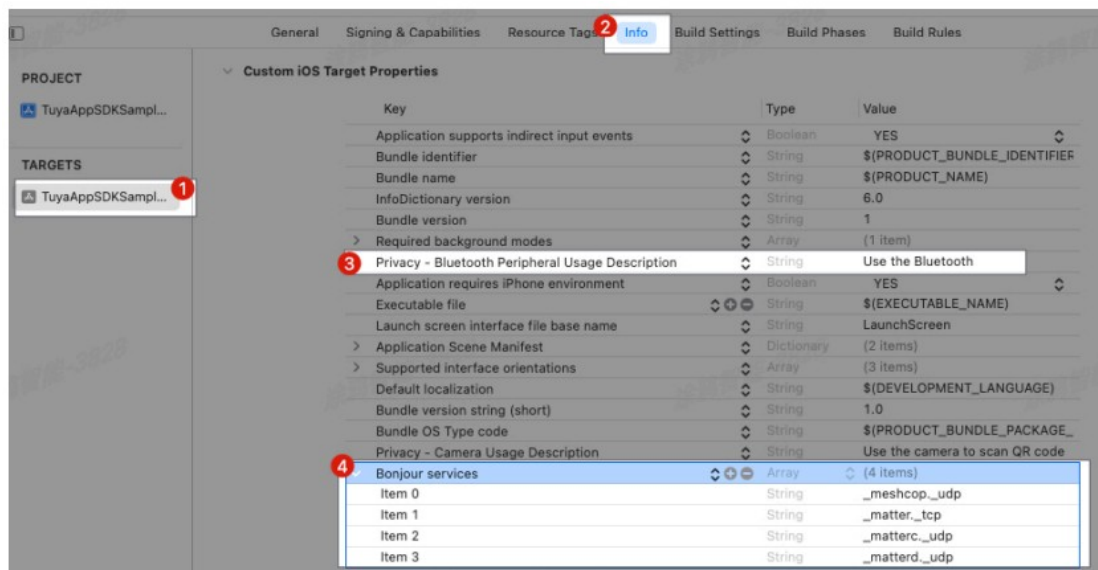 General Signing & Capabilities Resource Tags 2 Info Build Settings Build Phases Build Rules
PROJECT
TuyaAppSDKSampl...
TARGETS
TuyaAppSDKSampl... 1
Custom iOS Target Properties
Key Type Value
Application supports indirect input events Boolean YES
Bundle identifier String $(PRODUCT_BUNDLE_IDENTIFIER
Bundle name String $(PRODUCT_NAME)
InfoDictionary version String 6.0
Bundle version String 1
Required background modes Array (1 item)
3 Privacy - Bluetooth Peripheral Usage Description String Use the Bluetooth
Application requires iPhone environment Boolean YES
Executable file String $(EXECUTABLE_NAME)
Launch screen interface file base name String LaunchScreen
Application Scene Manifest Dictionary (2 items)
Supported interface orientations Array (3 items)
Default localization String $(DEVELOPMENT_LANGUAGE)
Bundle version string (short) String 1.0
Bundle OS Type code String $(PRODUCT_BUNDLE_PACKAGE_
Privacy - Camera Usage Description String Use the camera to scan QR code
4 Bonjour services Array (4 items)
Item 0 String _meshcop._udp
Item 1 String _matter._tcp
Item 2 String _matterc._udp
Item 3 String _matterd._udp